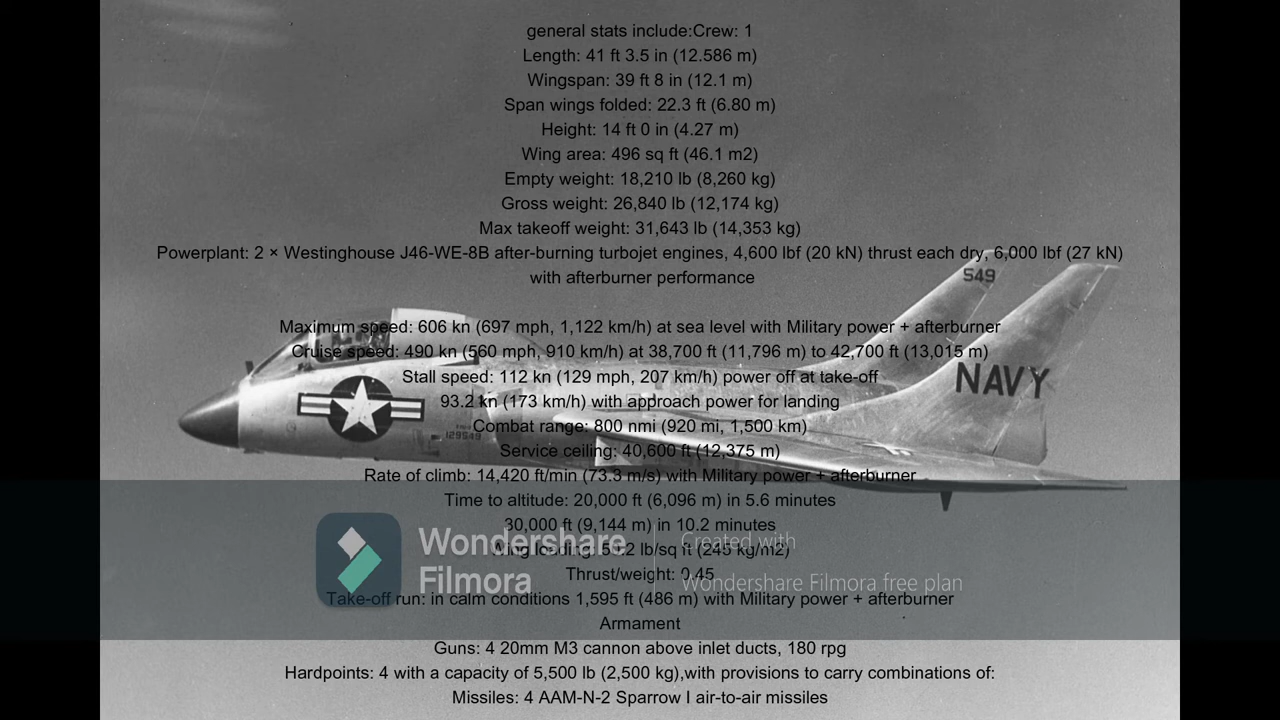 general stats include:Crew: 1
Length: 41 ft 3.5 in (12.586 m)
Wingspan: 39 ft 8 in (12.1 m)
Span wings folded: 22.3 ft (6.80 m)
Height: 14 ft 0 in (4.27 m)
Wing area: 496 sq ft (46.1 m2)
Empty weight: 18,210 lb (8,260 kg)
Gross weight: 26,840 lb (12,174 kg)
Max takeoff weight: 31,643 lb (14,353 kg)
Powerplant: 2 × Westinghouse J46-WE-8B after-burning turbojet engines, 4,600 lbf (20 kN) thrust each dry, 6,000 lbf (27 kN)
with afterburner performance
549
Maximum speed: 606 kn (697 mph, 1,122 km/h) at sea level with Military power + afterburner
Cruise speed: 490 kn (560 mph, 910 km/h) at 38,700 ft (11,796 m) to 42,700 ft (13,015 m)
Stall speed: 112 kn (129 mph, 207 km/h) power off at take-off
NAVY
93.2 kn (173 km/h) with approach power for landing
Combat range: 800 nmi (920 mi, 1,500 km)
129549
Service ceiling: 40,600 ft (12,375 m)
Rate of climb: 14,420 ft/min (73.3 m/s) with Military power + afterburner
Time to altitude: 20,000 ft (6,096 m) in 5.6 minutes
30,000 ft (9,144 m) in 10.2 minutes
Wing loading: lb/sq ft (245 kg/m2)
Thrust/weight: 0.45
Wondershare
Filmora
Created with
Wondershare Filmora free plan
Take-off run: in calm conditions 1,595 ft (486 m) with Military power + afterburner
Armament
Guns: 4 20mm M3 cannon above inlet ducts, 180 rpg
Hardpoints: 4 with a capacity of 5,500 lb (2,500 kg),with provisions to carry combinations of:
Missiles: 4 AAM-N-2 Sparrow I air-to-air missiles